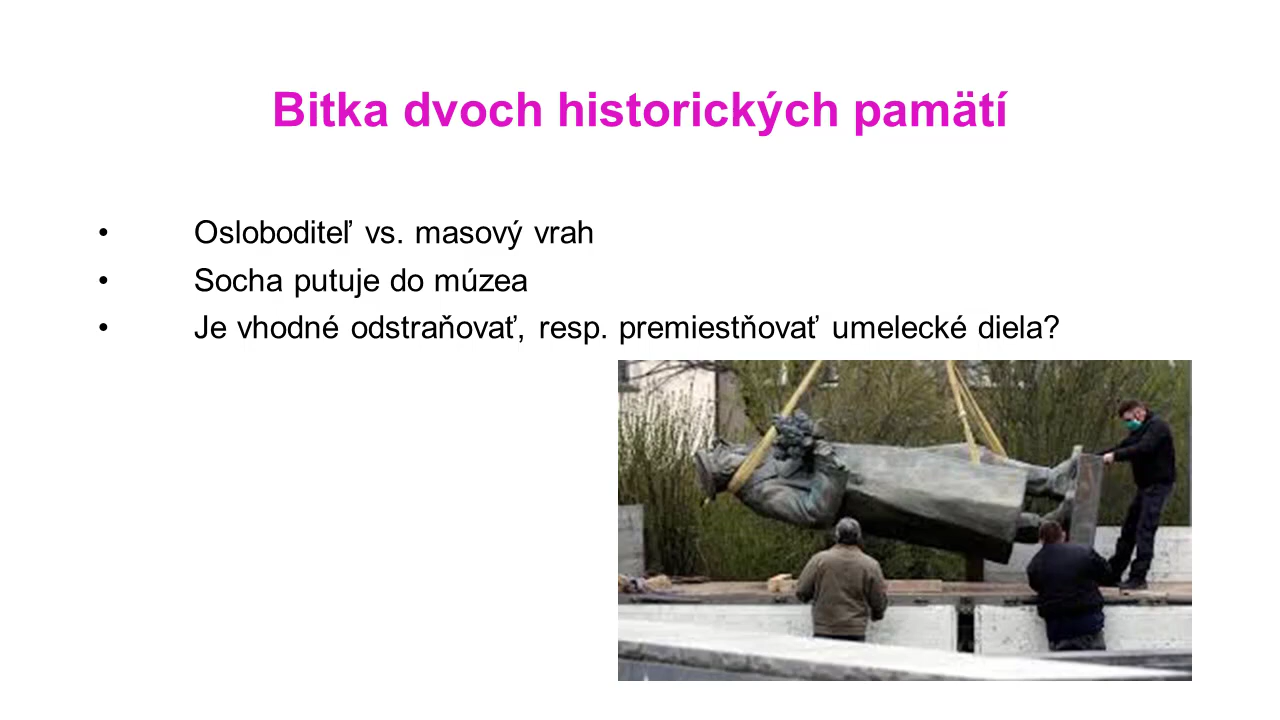 Bitka dvoch historických pamätí
• Osloboditeľ vs. masový vrah
• Socha putuje do múzea
• Je vhodné odstraňovať, resp. premiestňovať umelecké diela?